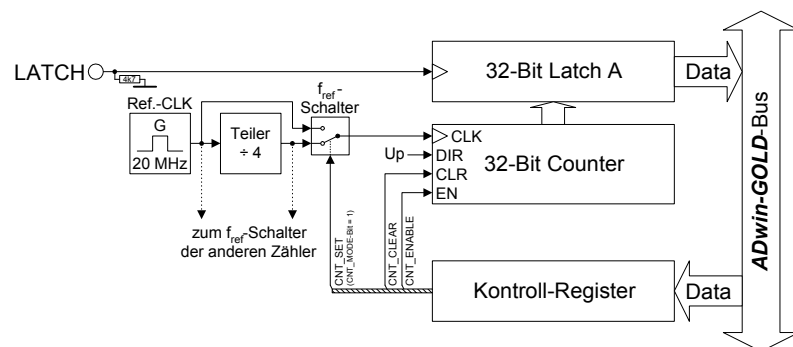 LATCH
4k7
32-Bit Latch A
Data
f_ref-
Schalter
Ref.-CLK
G
20 MHz
Teiler
÷ 4
CLK
Up
DIR
CLR
EN
32-Bit Counter
zum f_ref-Schalter
der anderen Zähler
CNT_SET
(CNT_MODE-Bit = 1)
CNT_CLEAR
CNT_ENABLE
Kontroll-Register
Data
ADwin-GOLD-Bus